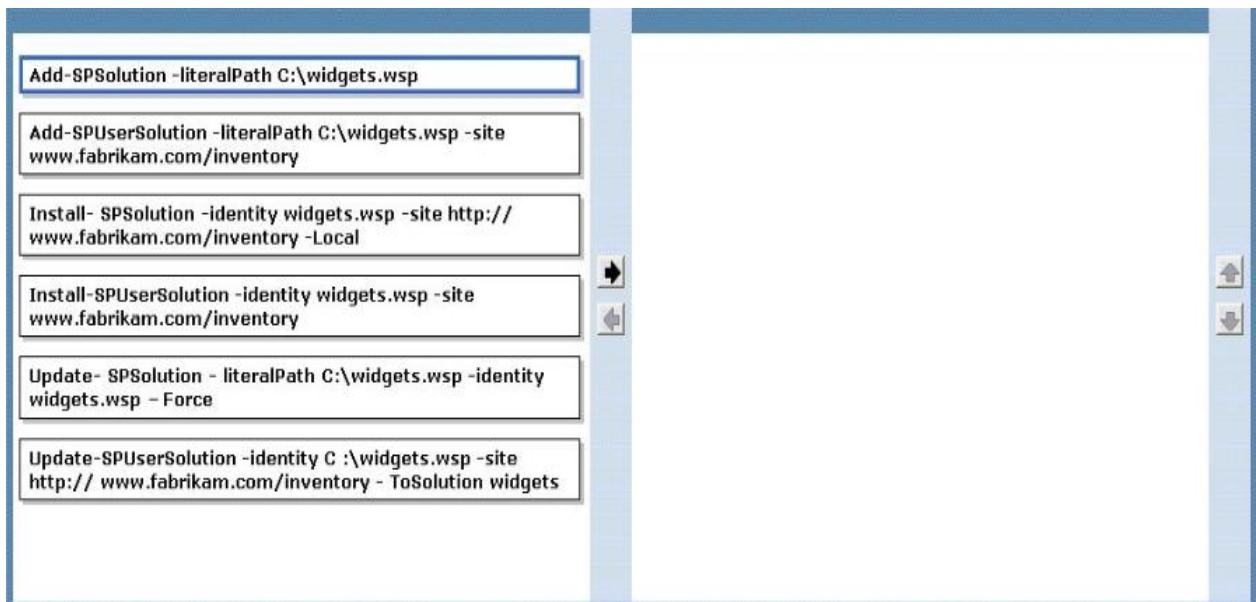 Add-SPSolution -literalPath C:\widgets.wsp
Add-SPUserSolution -literalPath C:\widgets.wsp -site
www.fabrikam.com/inventory
Install- SPSolution -identity widgets.wsp -site http://
www.fabrikam.com/inventory -Local
Install-SPUserSolution -identity widgets.wsp -site
www.fabrikam.com/inventory
Update- SPSolution - literalPath C:\widgets.wsp -identity
widgets.wsp – Force
Update-SPUserSolution -identity C :\widgets.wsp -site
http:// www.fabrikam.com/inventory - ToSolution widgets